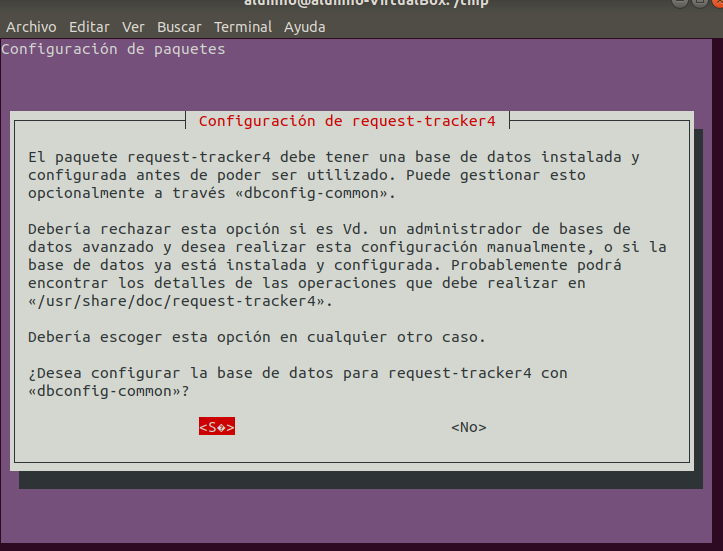 alumno@alumno-VirtualBox: /tmp
Archivo Editar Ver Buscar Terminal Ayuda
Configuración de paquetes
Configuración de request-tracker4
El paquete request-tracker4 debe tener una base de datos instalada y
configurada antes de poder ser utilizado. Puede gestionar esto
opcionalmente a través «dbconfig-common».
Debería rechazar esta opción si es Vd. un administrador de bases de
datos avanzado y desea realizar esta configuración manualmente, o si la
base de datos ya está instalada y configurada. Probablemente podrá
encontrar los detalles de las operaciones que debe realizar en
«/usr/share/doc/request-tracker4».
Debería escoger esta opción en cualquier otro caso.
¿Desea configurar la base de datos para request-tracker4 con
«dbconfig-common»?
<S�> <No>